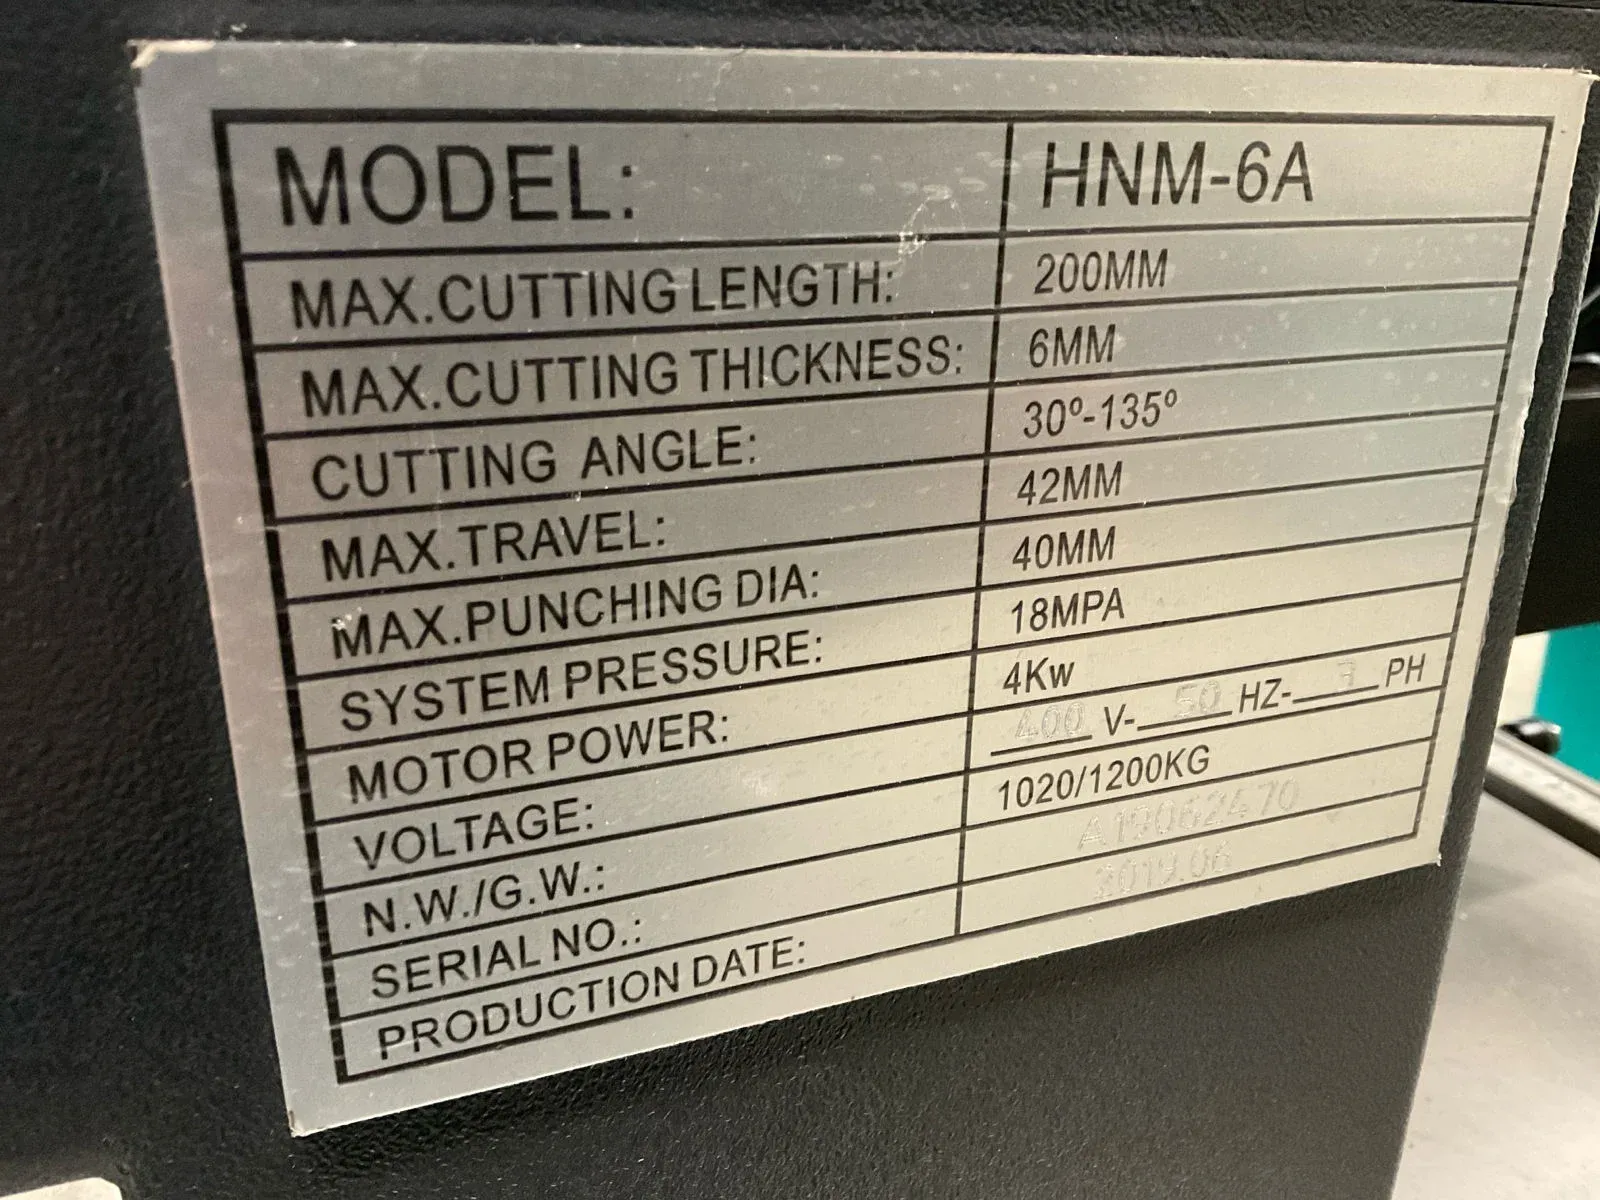 MODEL: HNM-6A
MAX.CUTTING LENGTH: 200MM
MAX.CUTTING THICKNESS: 6MM
CUTTING ANGLE: 30º-135º
MAX.TRAVEL: 42MM
MAX.PUNCHING DIA: 40MM
SYSTEM PRESSURE: 18MPA
MOTOR POWER: 4Kw
VOLTAGE: 400 V- 50 HZ- 3 PH
N.W./G.W.: 1020/1200KG
SERIAL NO.: A19062470
PRODUCTION DATE: 2019.06